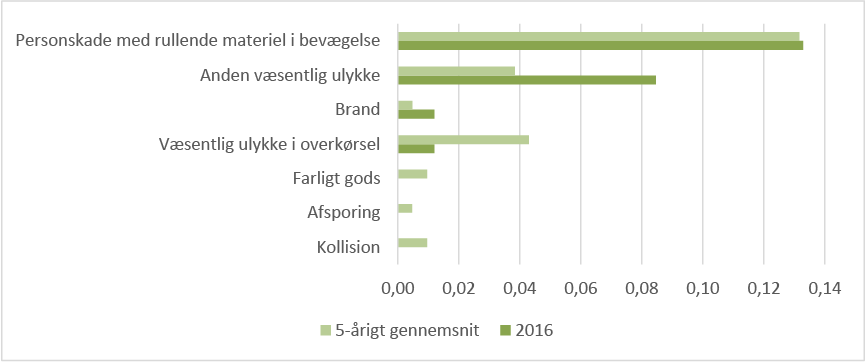 Personskade med rullende materiel i bevægelse
Anden væsentlig ulykke
Brand
Væsentlig ulykke i overkørsel
Farligt gods
Afsporing
Kollision
0,00 0,02 0,04 0,06 0,08 0,10 0,12 0,14
5-årigt gennemsnit 2016